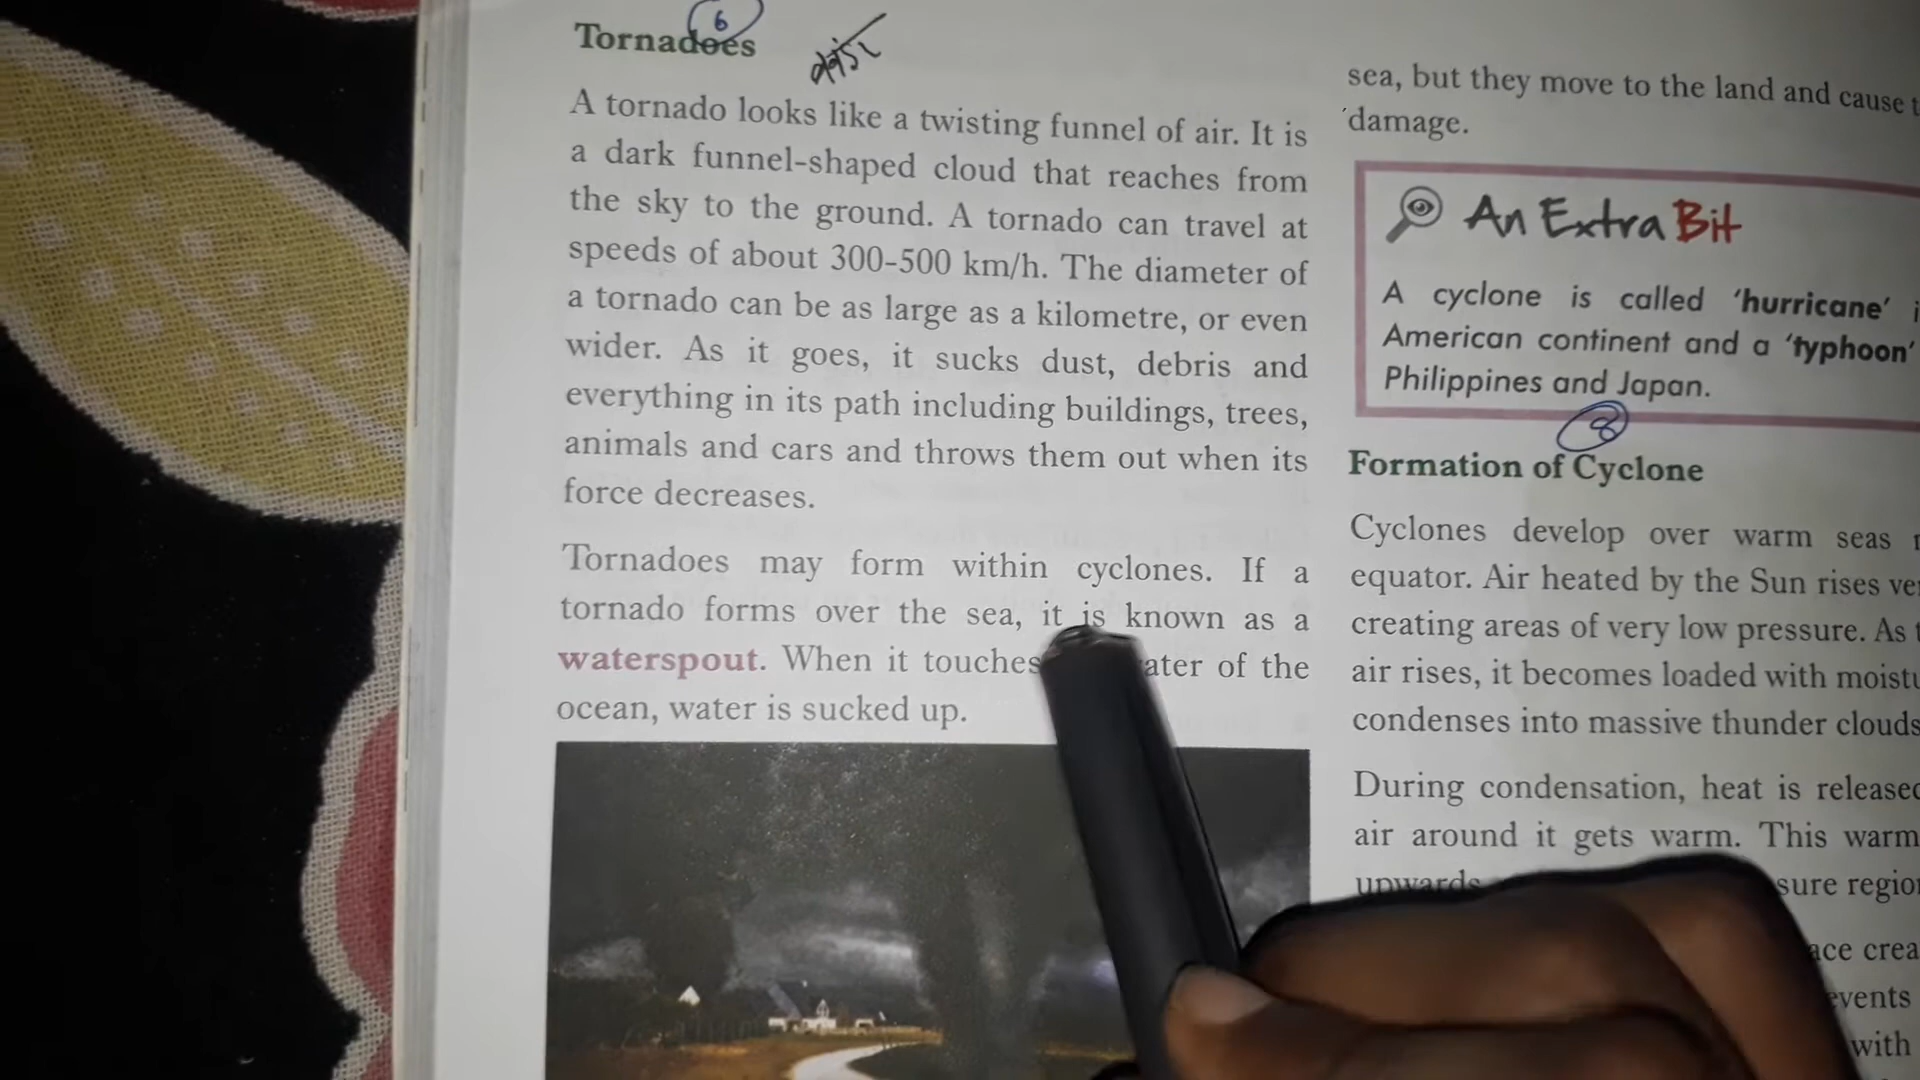 6
Tornadoes
A tornado looks like a twisting funnel of air. It is
a dark funnel-shaped cloud that reaches from
the sky to the ground. A tornado can travel at
speeds of about 300-500 km/h. The diameter of
a tornado can be as large as a kilometre, or even
wider. As it goes, it sucks dust, debris and
everything in its path including buildings, trees,
animals and cars and throws them out when its
force decreases.
Tornadoes may form within cyclones. If a
tornado forms over the sea, it is known as a
waterspout. When it touches of the
ocean, water is sucked up.
sea, but they move to the land and cause
damage.
An Extra Bit
A cyclone is called 'hurricane'
American continent and a 'typhoon'
Philippines and Japan.
8
Formation of Cyclone
Cyclones develop over warm seas
equator. Air heated by the Sun rises
creating areas of very low pressure. As
air rises, it becomes loaded with
condenses into massive thunder clouds
During condensation, heat is
air around it gets warm. This warm
upwards
with